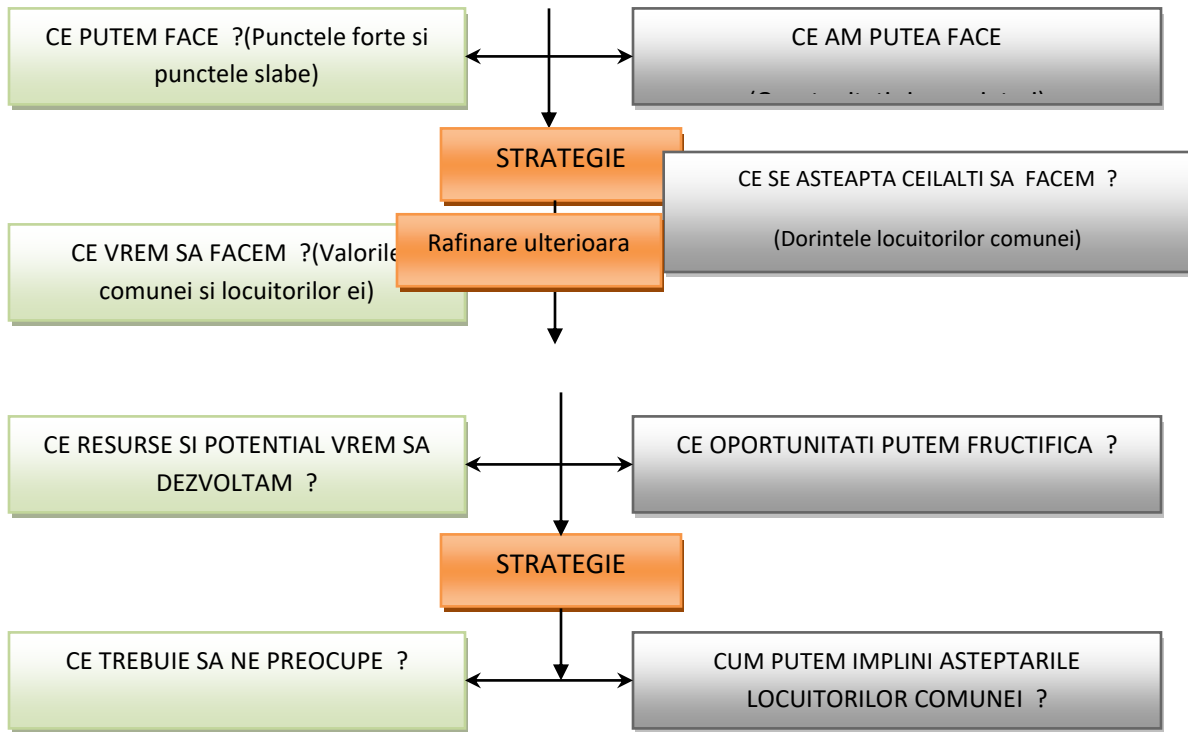 CE PUTEM FACE ?(Punctele forte si
punctele slabe)
CE AM PUTEA FACE
STRATEGIE
CE SE ASTEAPTA CEILALTI SA FACEM ?
(Dorintele locuitorilor comunei)
Rafinare ulterioara
CE VREM SA FACEM ?(Valorile
comunei si locuitorilor ei)
CE RESURSE SI POTENTIAL VREM SA
DEZVOLTAM ?
CE OPORTUNITATI PUTEM FRUCTIFICA ?
STRATEGIE
CE TREBUIE SA NE PREOCUPE ?
CUM PUTEM IMPLINI ASTEPTARILE
LOCUITORILOR COMUNEI ?